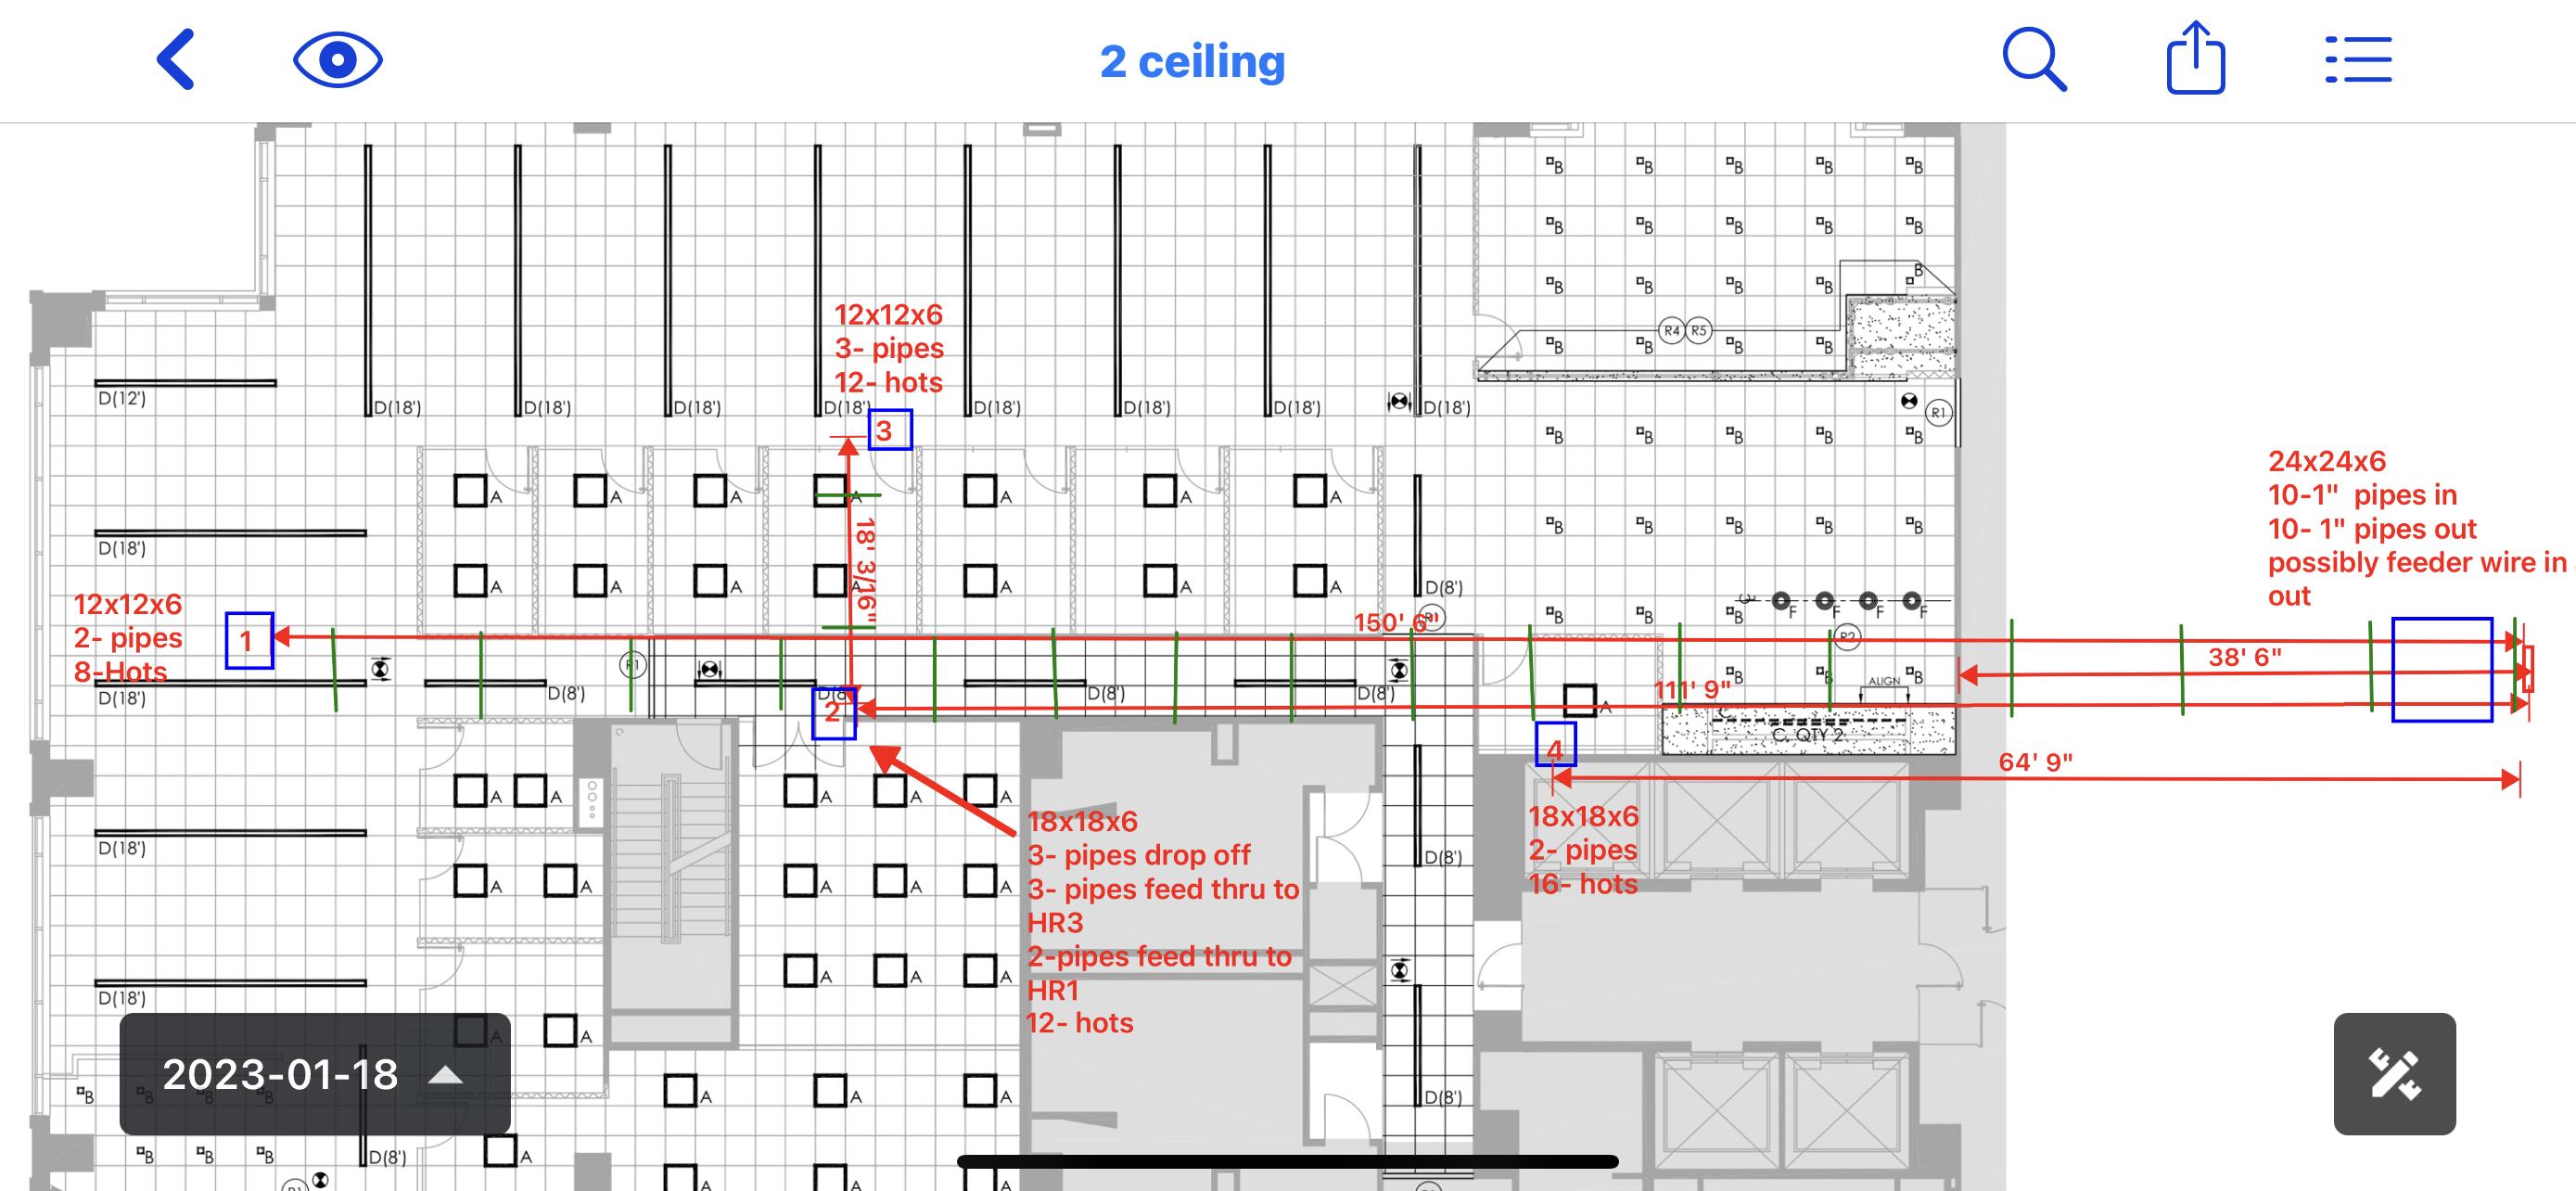 2 ceiling
B B B B B
B B B B B
B
B B B B
R4 R5
B B B B
12x12x6
3- pipes
12- hots
D(12')
D(18') D(18') D(18') D(18') D(18') D(18') D(18') D(18')
R1
3
B B B B B
24x24x6
10-1" pipes in
10- 1" pipes out
possibly feeder wire in
out
A A A A A A A
18' 3/16"
B B B B B
D(18')
A A A A A A A
D(8')
12x12x6
2- pipes
8-Hots
F F F F
B B B B
150' 6"
1
R1
R2
38' 6"
B B
ALIGN
111' 9"
D(18') D(8') D(8') D(8')
2
A
C. QTY 2
4
64' 9"
A A A A A
18x18x6
3- pipes drop off
3- pipes feed thru to
HR3
2-pipes feed thru to
HR1
12- hots
18x18x6
2- pipes
16- hots
D(18')
D(8')
A A A A A
A A A
D(18')
A A
2023-01-18
B B B B
A A A
D(8')
B B B
D(8')
A
A A A